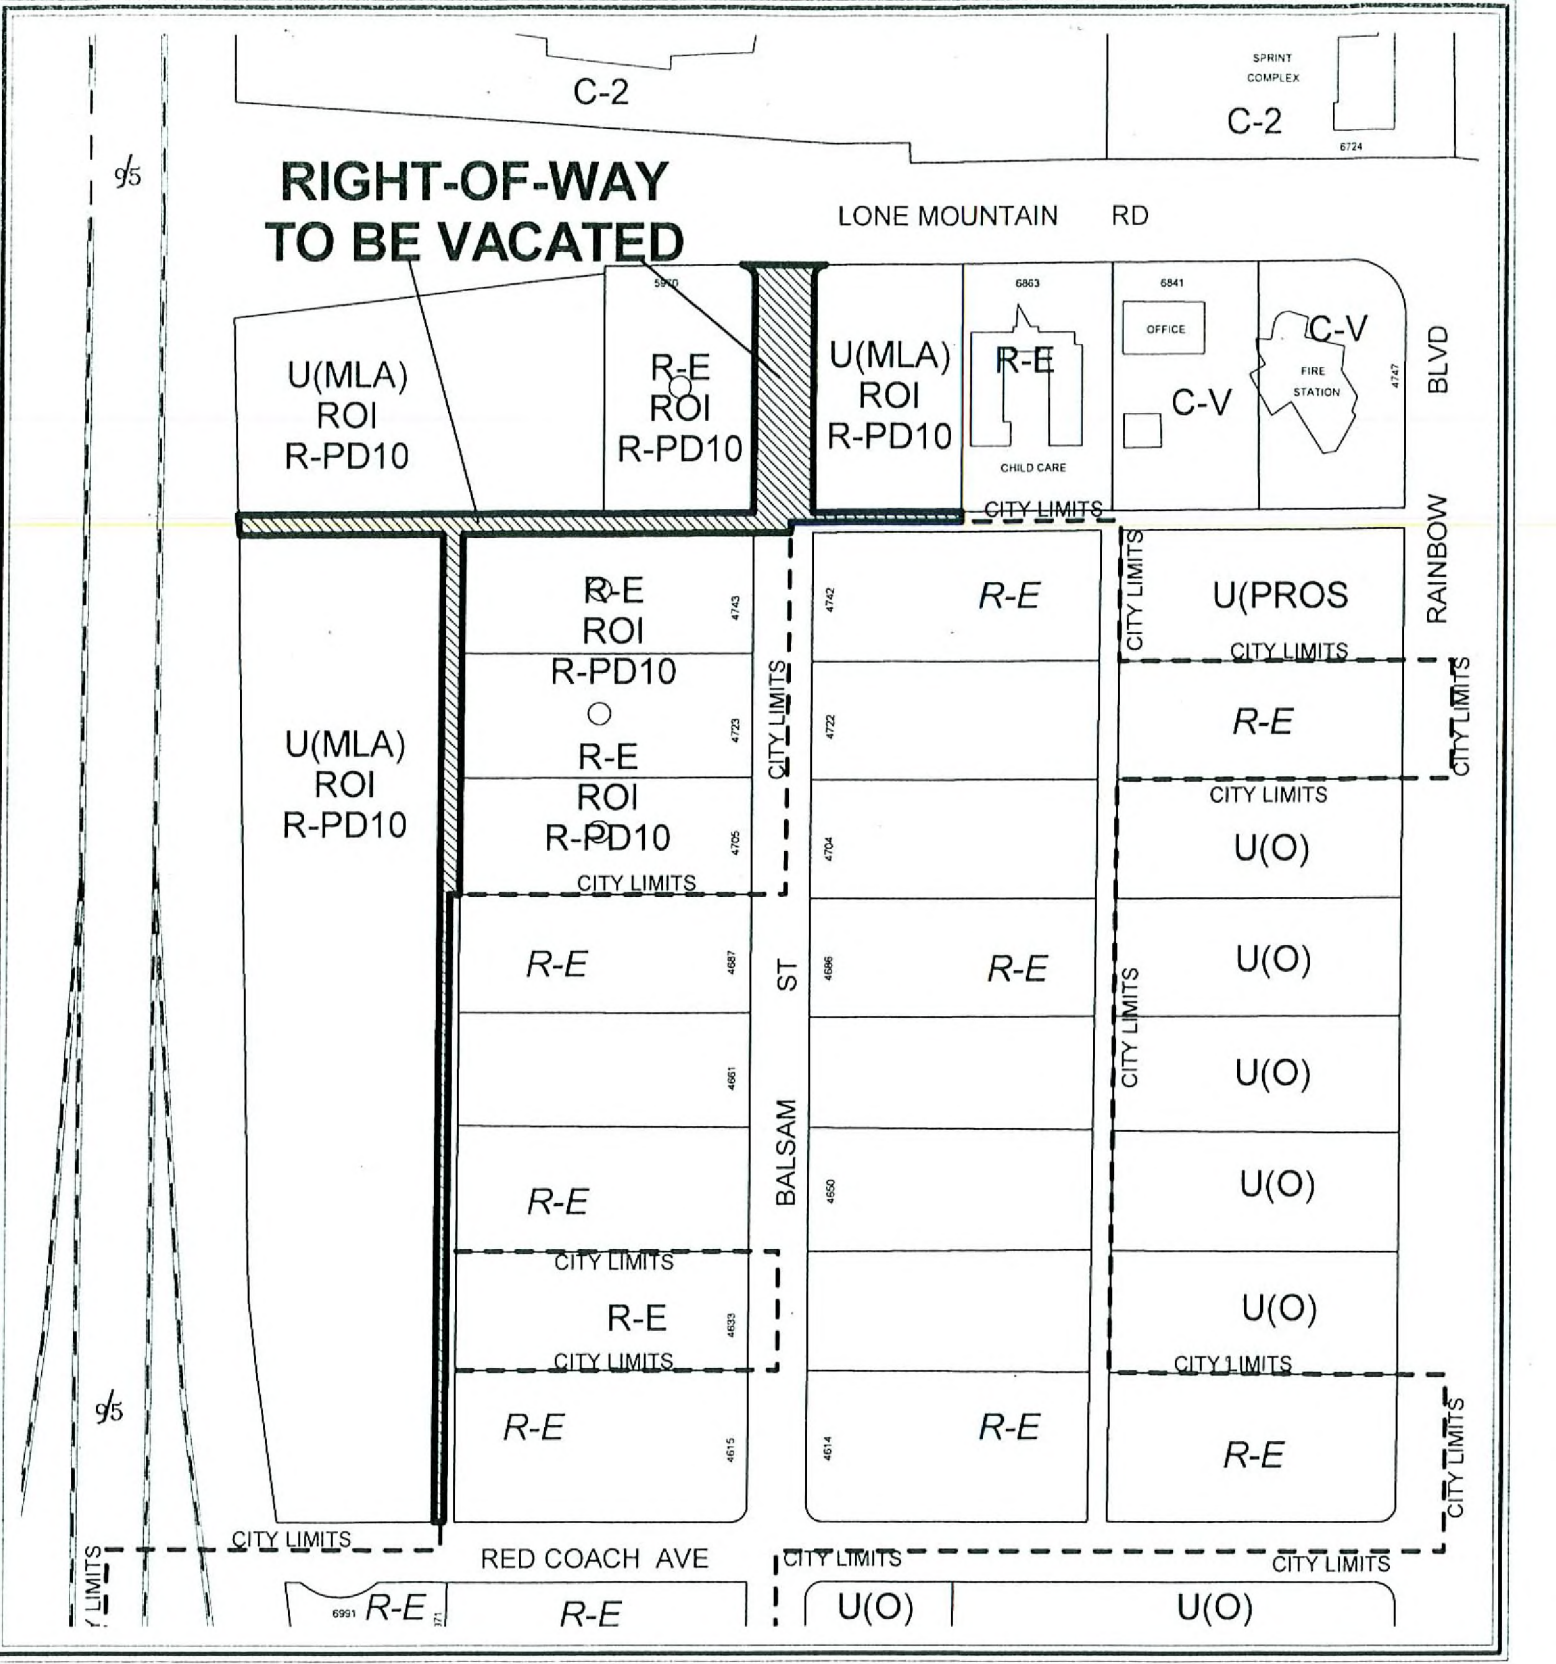 SPRINT
COMPLEX
C-2
C-2
6724
95
RIGHT-OF-WAY
TO BE VACATED
LONE MOUNTAIN RD
5970
6863
6841
U(MLA)
ROI
R-PD10
R-E
ROI
R-PD10
U(MLA)
ROI
R-PD10
R-E
CHILD CARE
OFFICE
C-V
C-V
FIRE
STATION
4747
RAINBOW BLVD
CITY LIMITS
CITY LIMITS
R-E
ROI
R-PD10
4743
4742
R-E
U(PROS
CITY LIMITS
CITY LIMITS
CITY LIMITS
U(MLA)
ROI
R-PD10
R-E
ROI
R-PD10
4723
4722
R-E
CITY LIMITS
4705
4704
U(O)
CITY LIMITS
R-E
4687
BALSAM ST
4686
R-E
CITY LIMITS
U(O)
4661
U(O)
R-E
4650
U(O)
CITY LIMITS
R-E
4633
CITY LIMITS
U(O)
CITY LIMITS
95
R-E
4615
4614
R-E
R-E
CITY LIMITS
CITY LIMITS
Y LIMITS
RED COACH AVE
CITY LIMITS
CITY LIMITS
6991
R-E
71
R-E
U(O)
U(O)